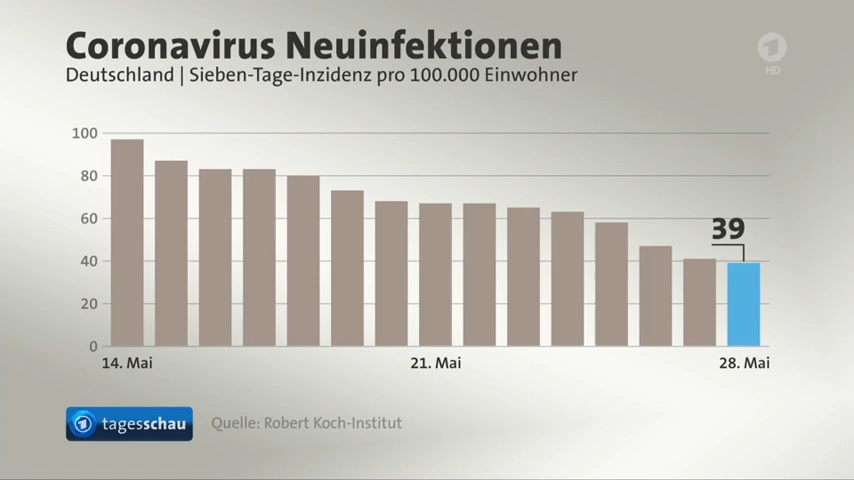 Coronavirus Neuinfektionen
Deutschland | Sieben-Tage-Inzidenz pro 100.000 Einwohner
1
HD
100
80
60
40
20
0
39
14. Mai
21. Mai
28. Mai
1 tagesschau
Quelle: Robert Koch-Institut